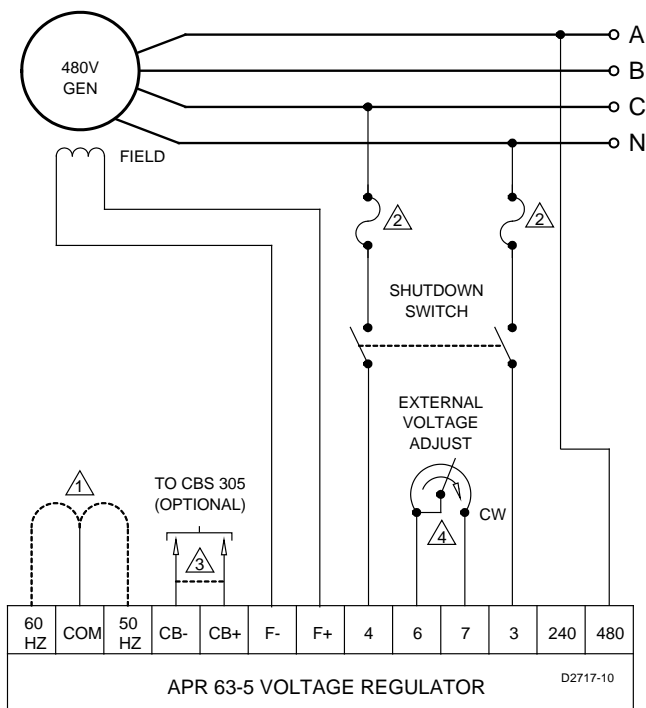 A
480V
GEN
B
C
N
FIELD
2
2
SHUTDOWN
SWITCH
EXTERNAL
VOLTAGE
ADJUST
1
TO CBS 305
(OPTIONAL)
CW
3
4
60
HZ
COM
50
HZ
CB-
CB+
F-
F+
4
6
7
3
240
480
APR 63-5 VOLTAGE REGULATOR
D2717-10